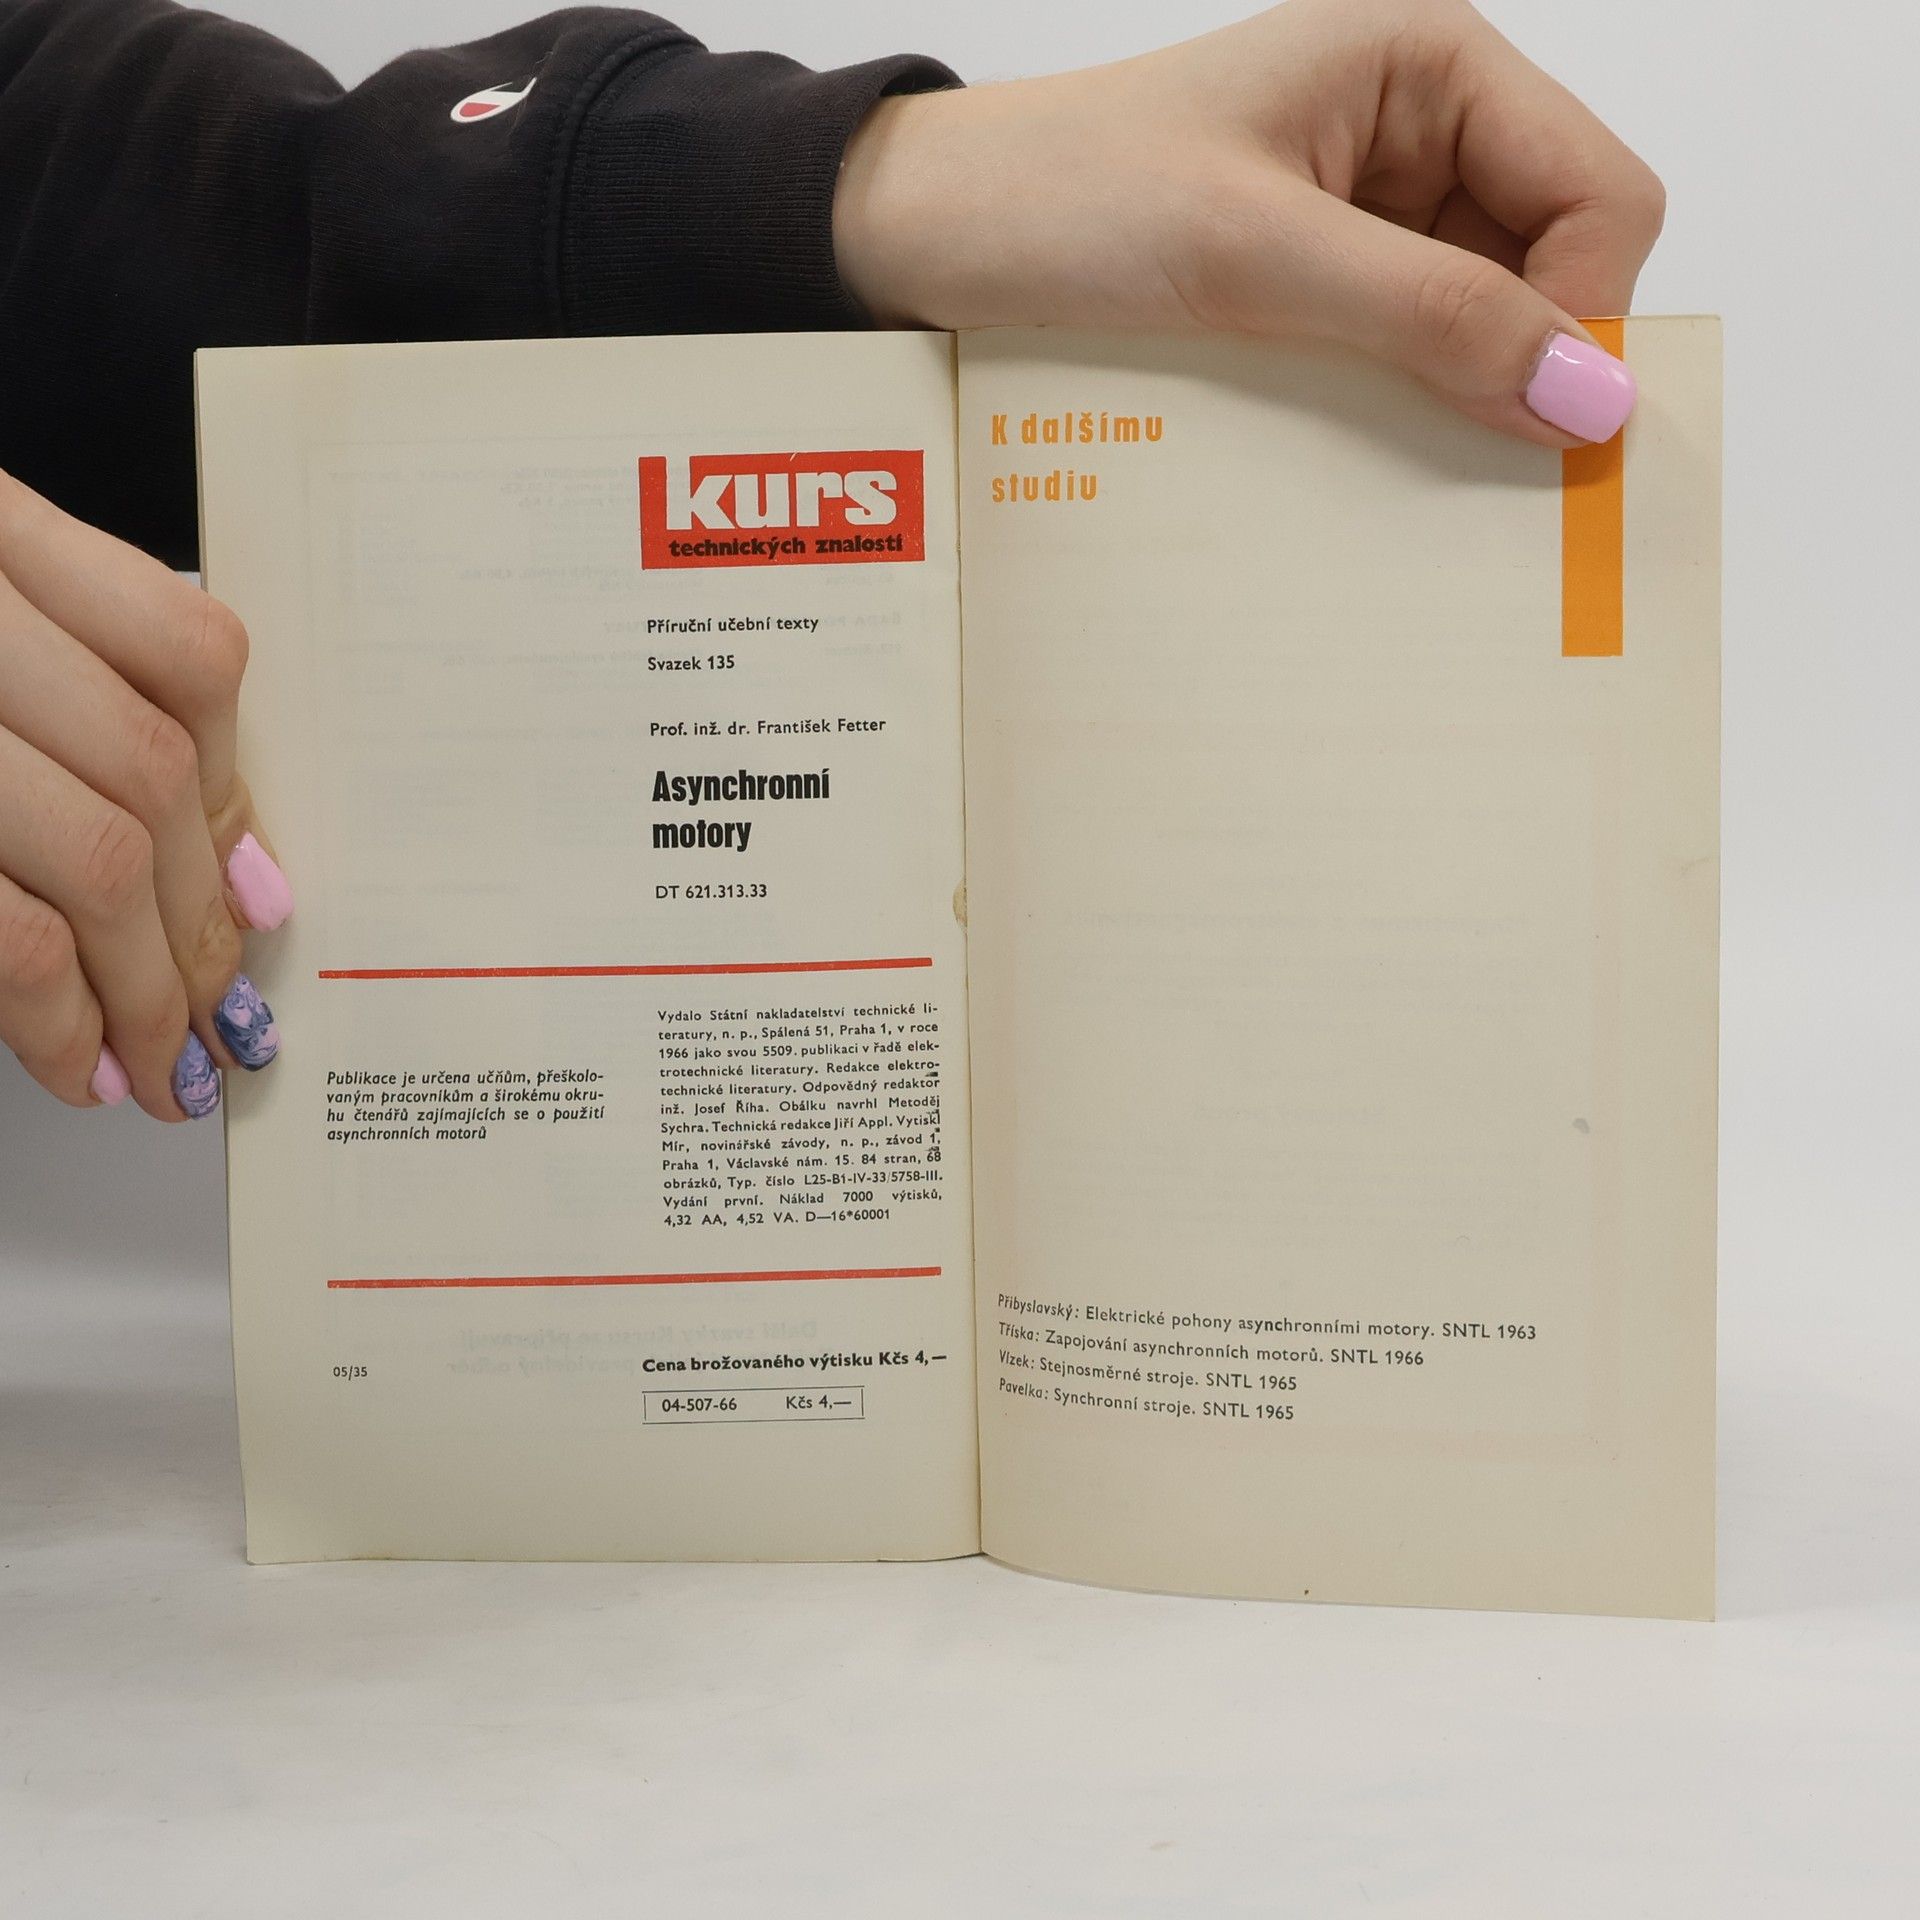 kurs
technických znalostí
Příruční učební texty
Svazek 135
Prof. inž. dr. František Fetter
Asynchronní
motory
DT 621.313.33
Publikace je určena učňům, přeškolo-
vaným pracovníkům a širokému okru-
hu čtenářů zajímajících se o použití
asynchronních motorů
Vydalo Státní nakladatelství technické li-
teratury, n. p., Spálená 51, Praha 1, v roce
1966 jako svou 5509. publikaci v řadě elek-
trotechnické literatury. Redakce elektro-
technické literatury. Odpovědný redaktor
inž. Josef Říha. Obálku navrhl Metoděj
Sychra. Technická redakce Jiří Appl. Vytiskl
Mír, novinářské závody, n. p., závod 1,
Praha 1, Václavské nám. 15. 84 stran, 68
obrázků, Typ. číslo L25-B1-IV-33/5758-III.
Vydání první. Náklad 7000 výtisků,
4,32 AA, 4,52 VA. D—16*60001
05/35
Cena brožovaného výtisku Kčs 4,—
04-507-66 Kčs 4,—
K dalšímu
studiu
Přibyslavský: Elektrické pohony asynchronními motory. SNTL 1963
Tříska: Zapojování asynchronních motorů. SNTL 1966
Vlzek: Stejnosměrné stroje. SNTL 1965
Pavelka: Synchronní stroje. SNTL 1965